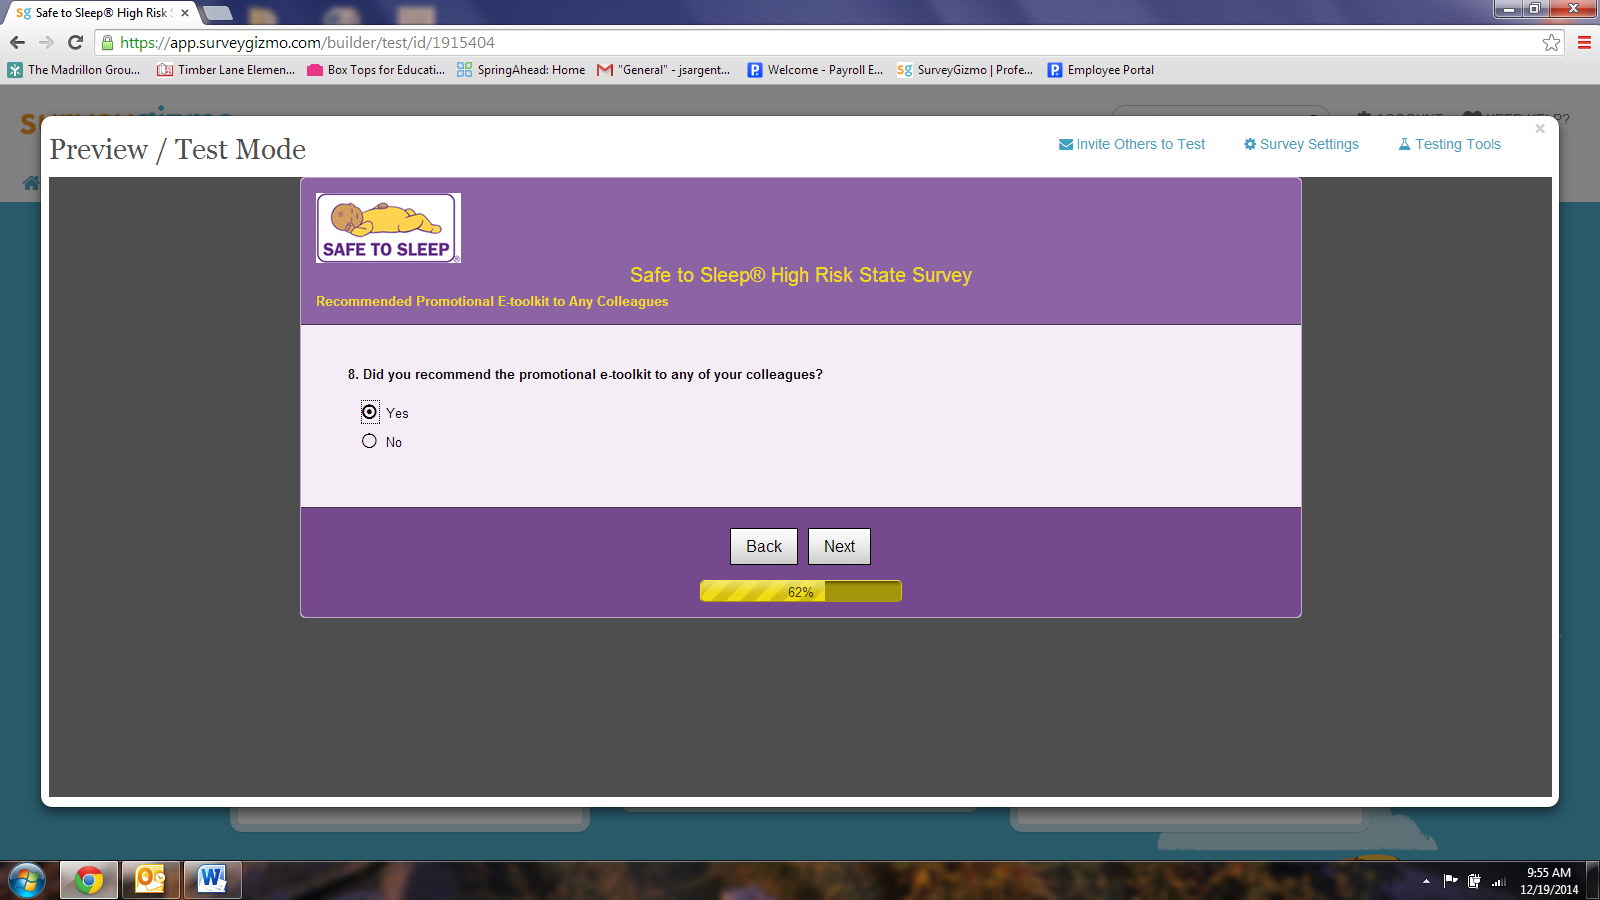 Safe to Sleep® High Risk S
https://app.surveygizmo.com/builder/test/id/1915404
The Madrillon Grou... Timber Lane Elemen... Box Tops for Educati... SpringAhead: Home "General" - jsargent... Welcome - Payroll E... SurveyGizmo | Profe... Employee Portal
Preview / Test Mode
Invite Others to Test Survey Settings Testing Tools
SAFE TO SLEEP®
Safe to Sleep® High Risk State Survey
Recommended Promotional E-toolkit to Any Colleagues
8. Did you recommend the promotional e-toolkit to any of your colleagues?
Yes
No
Back Next
62%
9:55 AM
12/19/2014